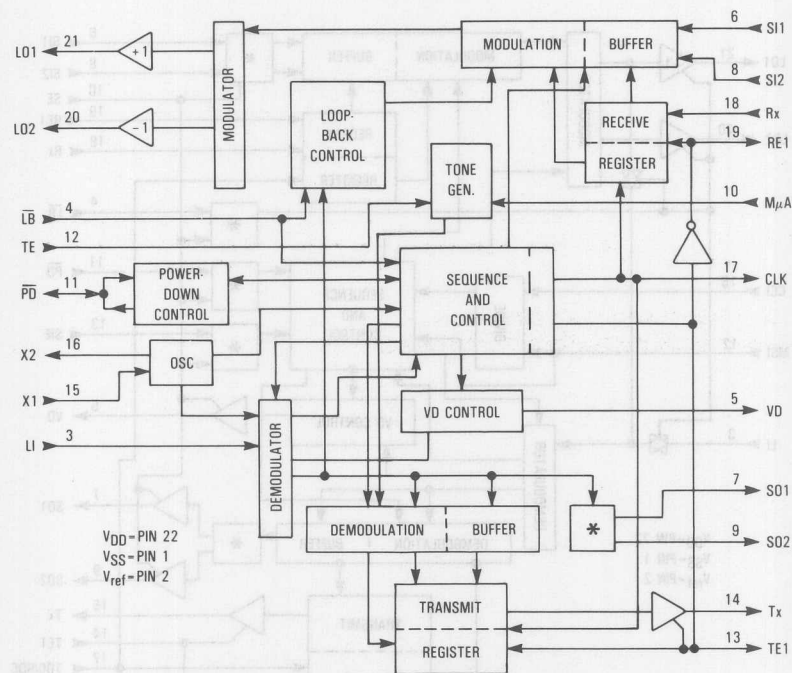 6
SI1
21
LO1
+1
MODULATION
BUFFER
8
SI2
MODULATOR
18
Rx
20
LO2
-1
LOOP-
BACK
CONTROL
RECEIVE
REGISTER
19
RE1
TONE
GEN.
10
MμA
L̅B̅
4
TE
12
SEQUENCE
AND
CONTROL
17
CLK
P̅D̅
11
POWER-
DOWN
CONTROL
X2
16
OSC
X1
15
VD CONTROL
5
VD
LI
3
DEMODULATOR
7
SO1
*
9
SO2
DEMODULATION
BUFFER
VDD = PIN 22
VSS = PIN 1
Vref = PIN 2
TRANSMIT
REGISTER
14
Tx
13
TE1